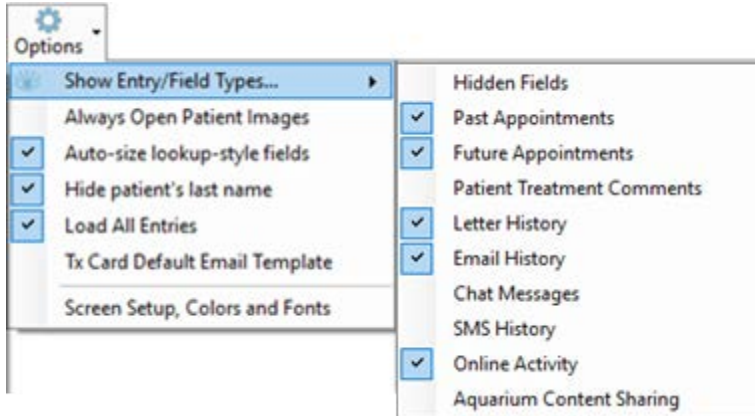 Options
Show Entry/Field Types...
Always Open Patient Images
Auto-size lookup-style fields
Hide patient's last name
Load All Entries
Tx Card Default Email Template
Screen Setup, Colors and Fonts
Hidden Fields
Past Appointments
Future Appointments
Patient Treatment Comments
Letter History
Email History
Chat Messages
SMS History
Online Activity
Aquarium Content Sharing